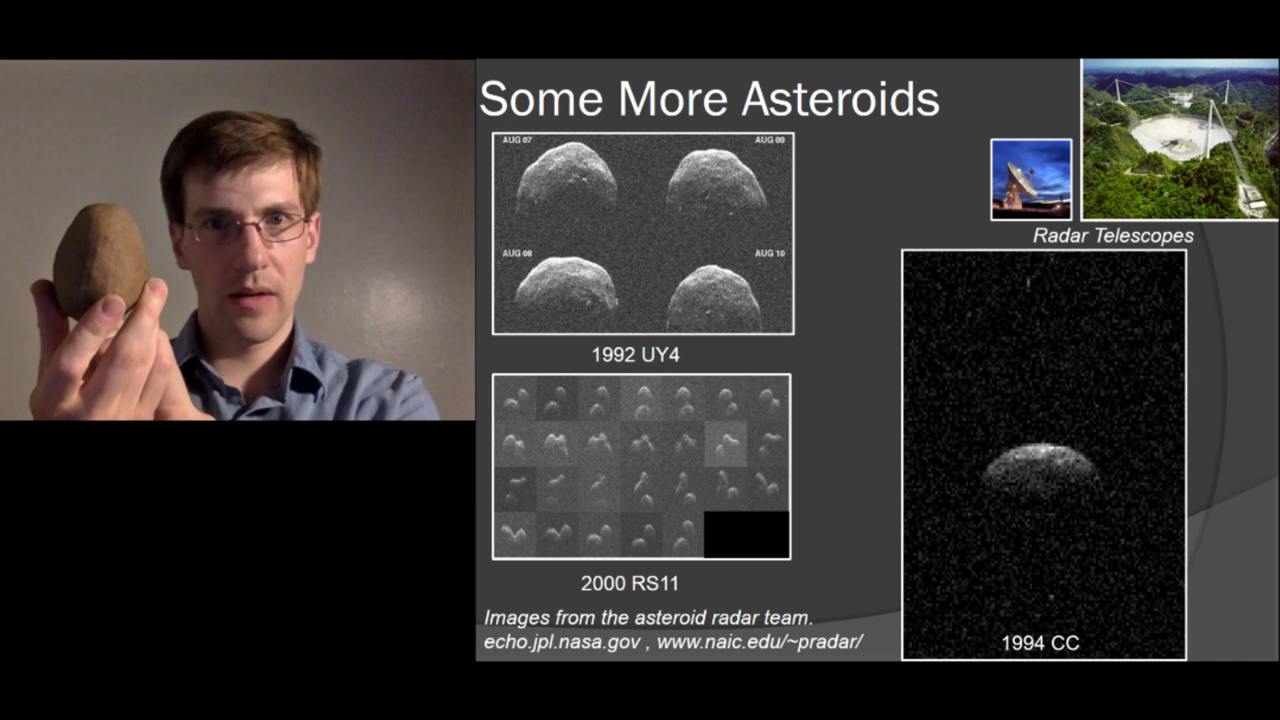 Some More Asteroids
AUG 07
AUG 09
AUG 08
AUG 10
1992 UY4
2000 RS11
Images from the asteroid radar team.
echo.jpl.nasa.gov , www.naic.edu/~pradar/
Radar Telescopes
1994 CC